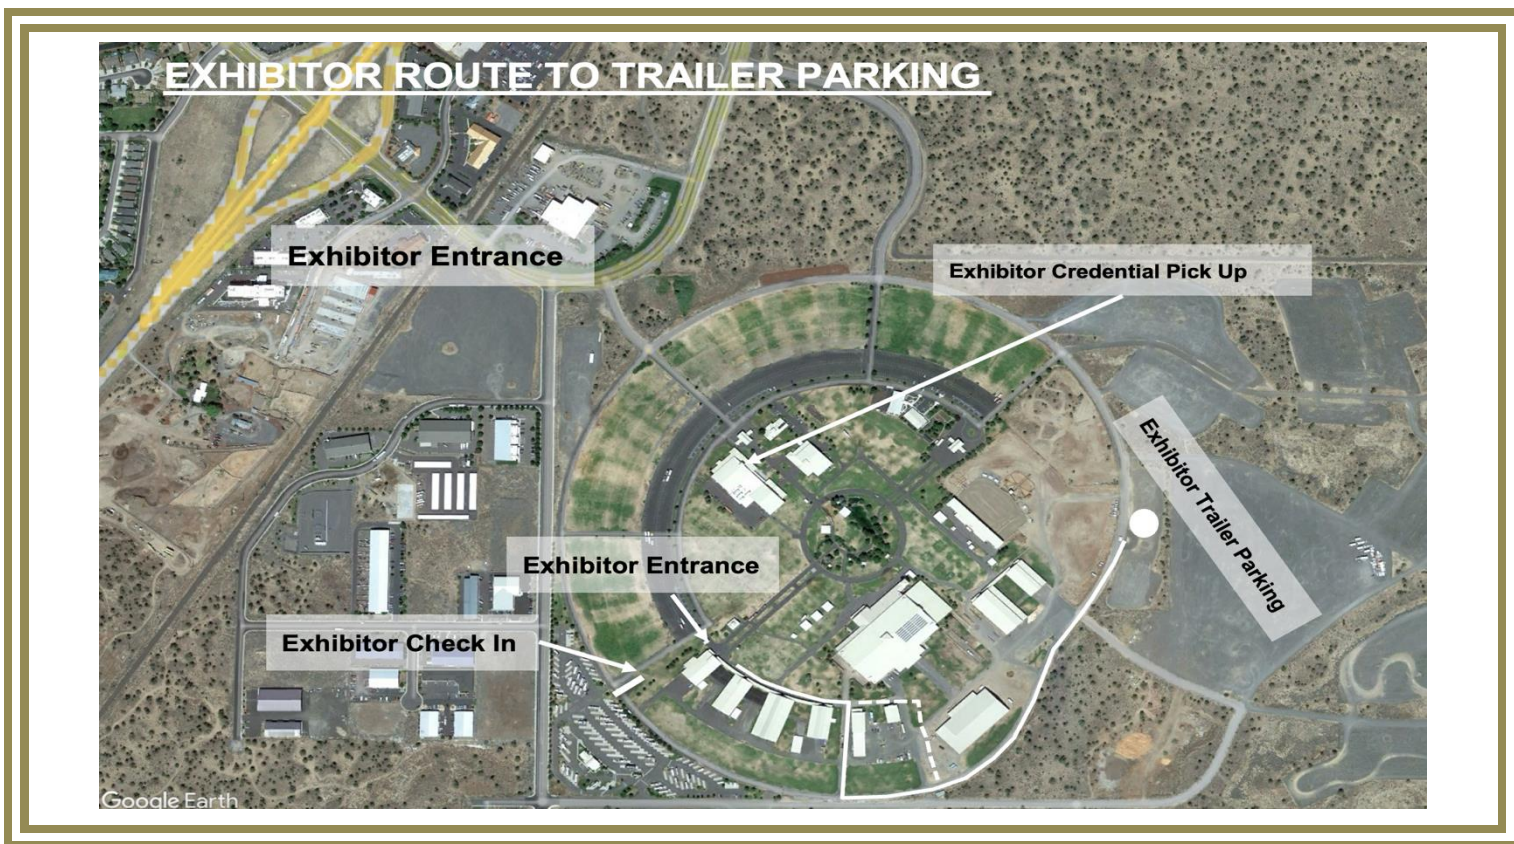 EXHIBITOR ROUTE TO TRAILER PARKING
Exhibitor Entrance
Exhibitor Credential Pick Up
Exhibitor Trailer Parking
Exhibitor Entrance
Exhibitor Check In
Google Earth